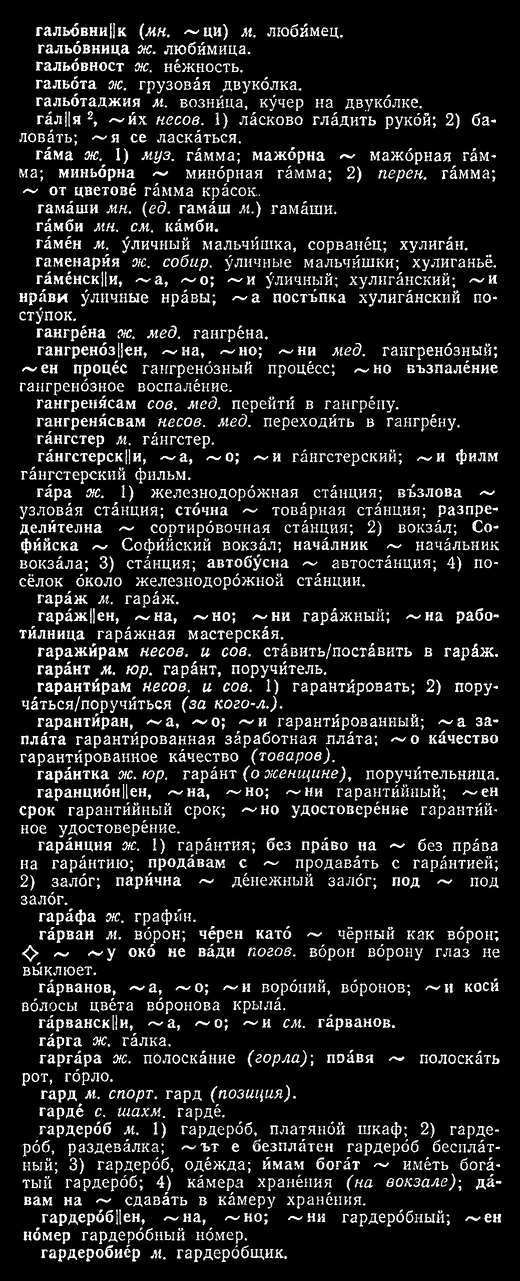 гальо́вни||к (мн. ~ци) м. люби́мец.
гальо́вница ж. люби́мица.
гальо́вност ж. не́жность.
гальо́та ж. грузова́я двуко́лка.
гальота́джия м. возни́ца, ку́чер на двуко́лке.
га́л||я ², ~их несов. 1) ла́сково гла́дить руко́й; 2) ба-
лова́ть; ~я се ласка́ться.
га́ма ж. 1) муз. га́мма; мажо́рна ~ мажо́рная га́м-
ма; миньо́рна ~ мино́рная га́мма; 2) перен. га́мма;
~ от цветове́ га́мма кра́сок.
гама́ши мн. (ед. гама́ш м.) гама́ши.
га́мби мн. см. ка́мби.
га́ме́н м. у́личный мальчи́шка, сорване́ц; хулига́н.
гаменари́я ж. собир. у́личные мальчи́шки; хулиганьё.
га́менск||и, ~а, ~о; ~и у́личный; хулига́нский; ~и
нра́ви у́личные нра́вы; ~а постъ́пка хулига́нский по-
сту́пок.
гангре́на ж. мед. гангре́на.
гангрено́з||ен, ~на, ~но; ~ни мед. гангрено́зный;
~ен проце́с гангрено́зный проце́сс; ~но възпале́ние
гангрено́зное воспале́ние.
гангреня́сам сов. мед. перейти́ в гангре́ну.
гангреня́свам несов. мед. переходи́ть в гангре́ну.
га́нгстер м. га́нгстер.
га́нгстерск||и, ~а, ~о; ~и га́нгстерский; ~и филм
га́нгстерский фильм.
га́ра ж. 1) железнодоро́жная ста́нция; въ́злова ~
узлова́я ста́нция; сто́чна ~ това́рная ста́нция; разпре-
дели́телна ~ сортиро́вочная ста́нция; 2) вокза́л; Со-
фи́йска ~ Софи́йский вокза́л; нача́лник ~ нача́льник
вокза́ла; 3) ста́нция; автобу́сна ~ автоста́нция; 4) по-
сёлок о́коло железнодоро́жной ста́нции.
гара́ж м. гара́ж.
гара́ж||ен, ~на, ~но; ~ни гара́жный; ~на рабо-
ти́лница гара́жная мастерска́я.
гаражи́рам несов. и сов. ста́вить/поста́вить в гара́ж.
гара́нт м. юр. гара́нт, поручи́тель.
гаранти́рам несов. и сов. 1) гаранти́ровать; 2) пору-
ча́ться/поручи́ться (за кого-л.).
гаранти́ран, ~а, ~о; ~и гаранти́рованный; ~а за-
пла́та гаранти́рованная за́работная пла́та; ~о ка́чество
гаранти́рованное ка́чество (товаров).
гара́нтка ж. юр. гара́нт (о женщине), поручи́тельница.
гаранцио́н||ен, ~на, ~но; ~ни гаранти́йный; ~ен
срок гаранти́йный срок; ~но удостовере́ние гаранти́й-
ное удостовере́ние.
гара́нция ж. 1) гара́нтия; без пра́во на ~ без пра́ва
на гара́нтию; прода́вам с ~ продава́ть с гара́нтией;
2) зало́г; пари́чна ~ де́нежный зало́г; под ~ под
зало́г.
гара́фа ж. графи́н.
га́рван м. во́рон; че́рен като́ ~ чёрный как во́рон;
◇ ~ ~у око́ не ва́ди погов. во́рон во́рону глаз не
вы́клюет.
га́рванов, ~а, ~о; ~и воро́ний, во́ронов; ~и коси́
во́лосы цве́та во́ронова крыла́.
га́рванск||и, ~а, ~о; ~и см. га́рванов.
га́рга ж. га́лка.
гарга́ра ж. полоска́ние (горла); пра́вя ~ полоска́ть
рот, го́рло.
гард м. спорт. гард (позиция).
гарде́ с. шахм. гарде́.
гардеро́б м. 1) гардеро́б, платяно́й шкаф; 2) гарде-
ро́б, раздева́лка; ~ъ́т е безпла́тен гардеро́б беспла́т-
ный; 3) гардеро́б, оде́жда; и́мам бога́т ~ име́ть бога́-
тый гардеро́б; 4) ка́мера хране́ния (на вокзале); да́-
вам на ~ сдава́ть в ка́меру хране́ния.
гардеро́б||ен, ~на, ~но; ~ни гардеро́бный; ~ен
но́мер гардеро́бный но́мер.
гардеробие́р м. гардеро́бщик.